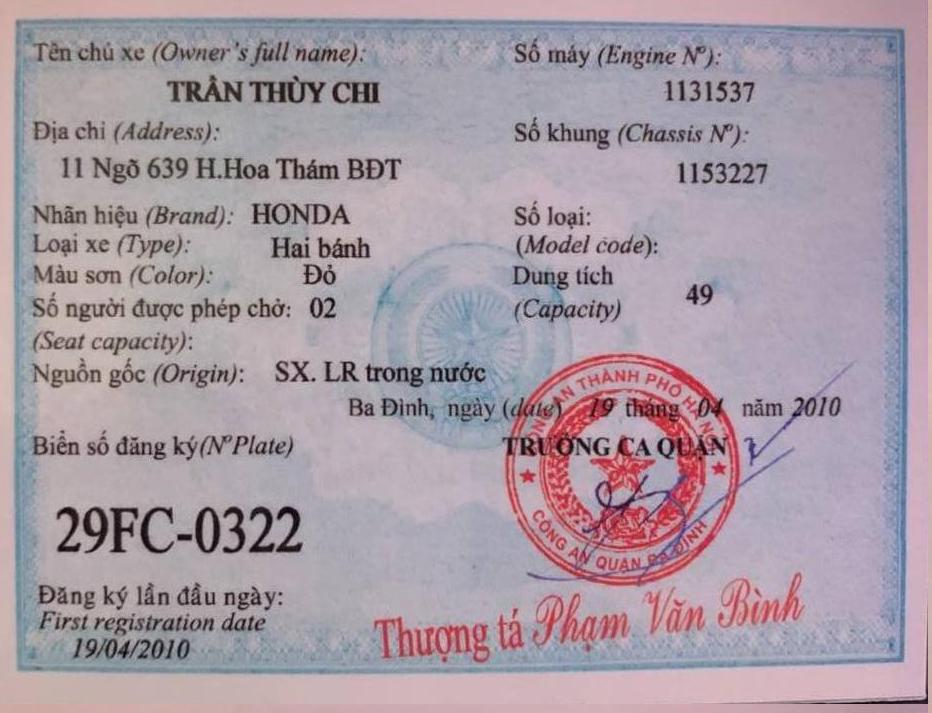 Tên chủ xe (Owner's full name):
TRẦN THÙY CHI
Địa chỉ (Address):
11 Ngõ 639 H.Hoa Thám BĐT
Nhãn hiệu (Brand): HONDA
Loại xe (Type): Hai bánh
Màu sơn (Color): Đỏ
Số người được phép chở: 02
(Seat capacity):
Nguồn gốc (Origin): SX. LR trong nước
Số máy (Engine Nº):
1131537
Số khung (Chassis Nº):
1153227
Số loại:
(Model code):
Dung tích
(Capacity) 49
Ba Đình, ngày (date) 19 tháng 04 năm 2010
TRƯỞNG CA QUẬN
Biển số đăng ký(NºPlate)
29FC-0322
Đăng ký lần đầu ngày:
First registration date
19/04/2010
AN THÀNH PHỐ HÀ N
CÔNG AN QUẬN BA ĐÌNH
Thượng tá Phạm Văn Bình